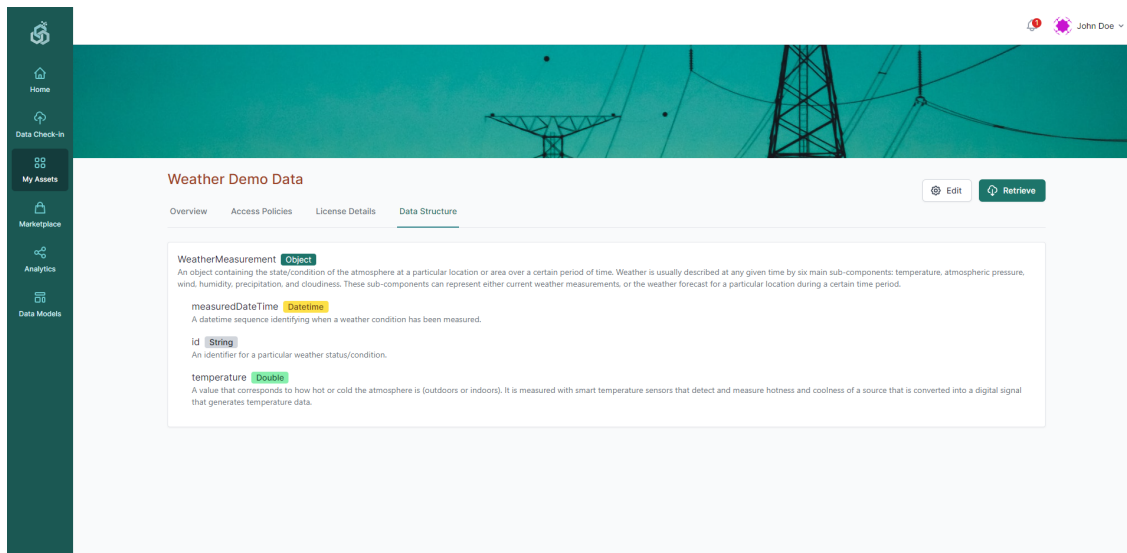 1
John Doe
Home
Data Check-in
My Assets
Marketplace
Analytics
Data Models
Weather Demo Data
Edit
Retrieve
Overview
Access Policies
License Details
Data Structure
WeatherMeasurement Object
An object containing the state/condition of the atmosphere at a particular location or area over a certain period of time. Weather is usually described at any given time by six main sub-components: temperature, atmospheric pressure,
wind, humidity, precipitation, and cloudiness. These sub-components can represent either current weather measurements, or the weather forecast for a particular location during a certain time period.
measuredDateTime Datetime
A datetime sequence identifying when a weather condition has been measured.
id String
An identifier for a particular weather status/condition.
temperature Double
A value that corresponds to how hot or cold the atmosphere is (outdoors or indoors). It is measured with smart temperature sensors that detect and measure hotness and coolness of a source that is converted into a digital signal
that generates temperature data.